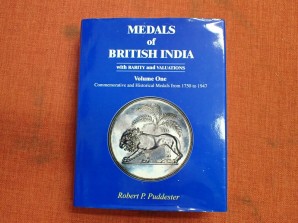 MEDALS
of
BRITISH INDIA
with RARITY and VALUATIONS
Volume One
Commemorative and Historical Medals from 1750 to 1947
Robert P. Puddester